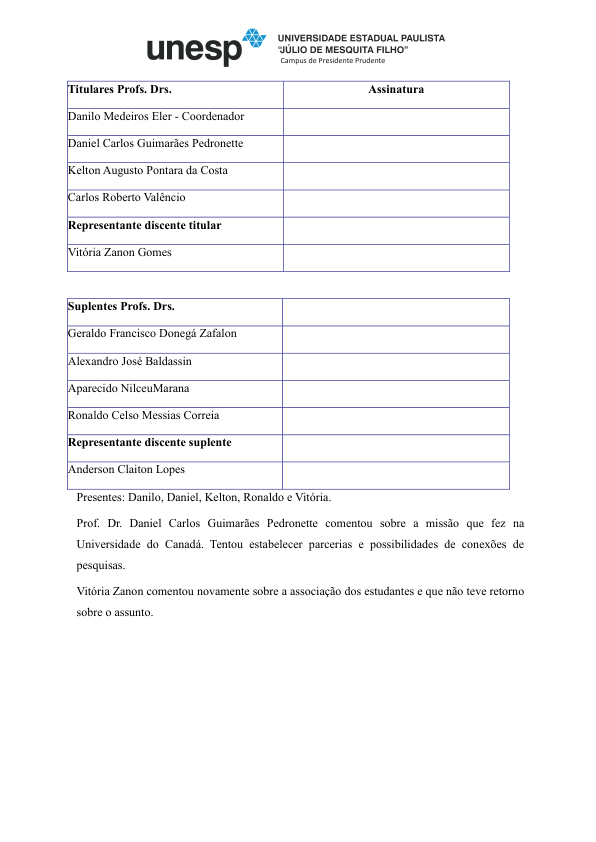 unesp
UNIVERSIDADE ESTADUAL PAULISTA
"JÚLIO DE MESQUITA FILHO"
Campus de Presidente Prudente
Titulares Profs. Drs. Assinatura
Danilo Medeiros Eler - Coordenador
Daniel Carlos Guimarães Pedronette
Kelton Augusto Pontara da Costa
Carlos Roberto Valêncio
Representante discente titular
Vitória Zanon Gomes
Suplentes Profs. Drs.
Geraldo Francisco Donegá Zafalon
Alexandro José Baldassin
Aparecido NilceuMarana
Ronaldo Celso Messias Correia
Representante discente suplente
Anderson Claiton Lopes
Presentes: Danilo, Daniel, Kelton, Ronaldo e Vitória.
Prof. Dr. Daniel Carlos Guimarães Pedronette comentou sobre a missão que fez na
Universidade do Canadá. Tentou estabelecer parcerias e possibilidades de conexões de
pesquisas.
Vitória Zanon comentou novamente sobre a associação dos estudantes e que não teve retorno
sobre o assunto.